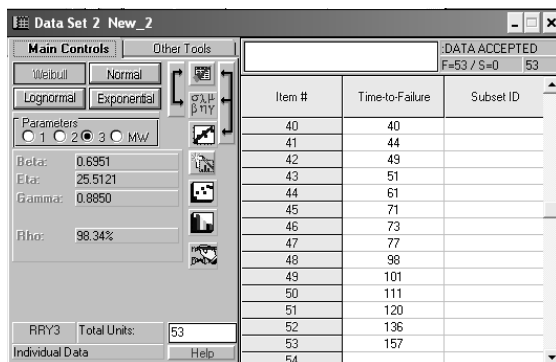 Data Set 2 New_2
Main Controls Other Tools
:DATA ACCEPTED
F=53 / S=0 53
Weibull Normal
Lognormal Exponential
σλμ
βηγ
Parameters
1 2 3 MW
Beta: 0.6951
Eta: 25.5121
Gamma: 0.8850
Rho: 98.34%
RRY3 Total Units: 53
Individual Data Help
Item # Time-to-Failure Subset ID
40 40
41 44
42 49
43 51
44 61
45 71
46 73
47 77
48 98
49 101
50 111
51 120
52 136
53 157
54